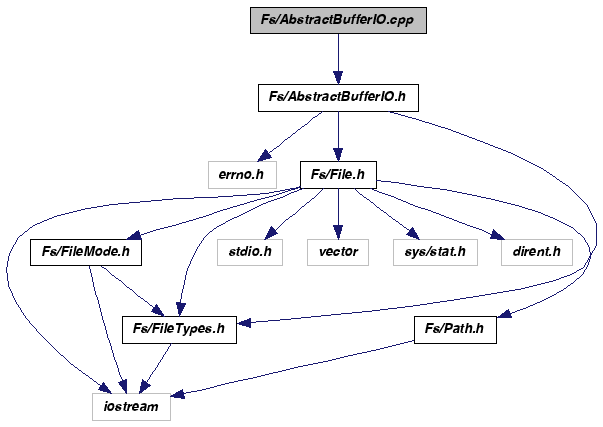 Fs/AbstractBufferIO.cpp
Fs/AbstractBufferIO.h
errno.h
Fs/File.h
Fs/FileMode.h
stdio.h
vector
sys/stat.h
dirent.h
Fs/FileTypes.h
Fs/Path.h
iostream